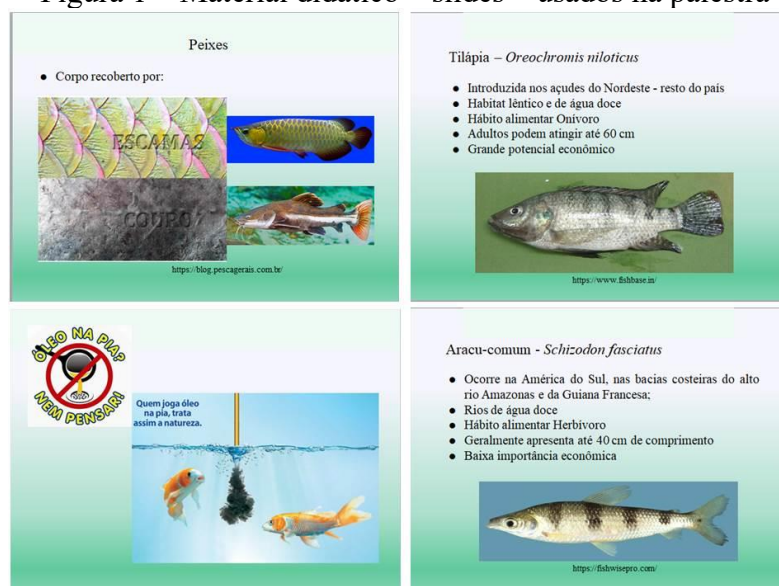 Figura 1 – Material didático – slides – usados na palestra
Peixes
● Corpo recoberto por:
ESCAMAS
COURO
https://blog.pescagerais.com.br/
Tilápia – Oreochromis niloticus
● Introduzida nos açudes do Nordeste - resto do país
● Habitat lêntico e de água doce
● Hábito alimentar Onívoro
● Adultos podem atingir até 60 cm
● Grande potencial econômico
https://www.fishbase.in/
ÓLEO NA PIA?
NEM PENSAR!
Quem joga óleo
na pia, trata
assim a natureza.
Aracu-comum - Schizodon fasciatus
● Ocorre na América do Sul, nas bacias costeiras do alto
rio Amazonas e da Guiana Francesa;
● Rios de água doce
● Hábito alimentar Herbívoro
● Geralmente apresenta até 40 cm de comprimento
● Baixa importância econômica
https://fishwisepro.com/